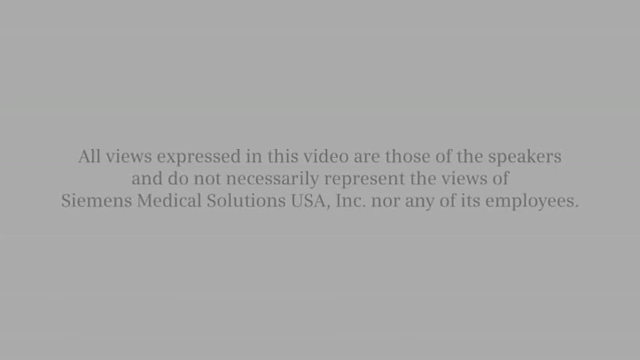 All views expressed in this video are those of the speakers
and do not necessarily represent the views of
Siemens Medical Solutions USA, Inc. nor any of its employees.